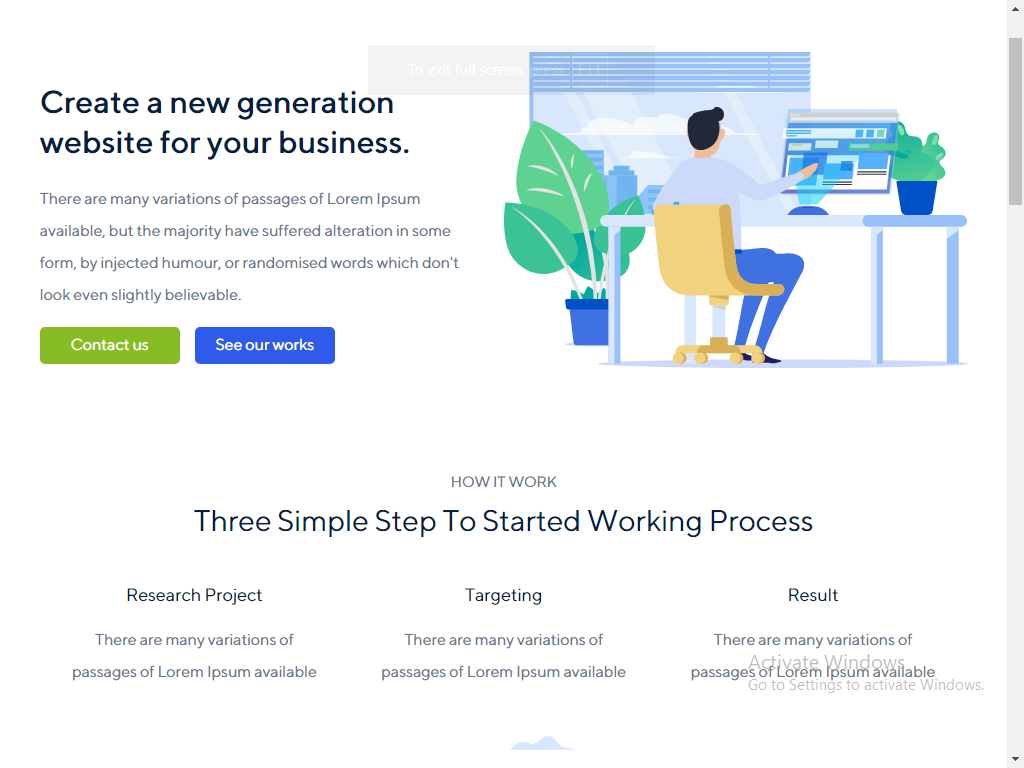 To exit full screen, press F11
Create a new generation
website for your business.
There are many variations of passages of Lorem Ipsum
available, but the majority have suffered alteration in some
form, by injected humour, or randomised words which don't
look even slightly believable.
Contact us
See our works
HOW IT WORK
Three Simple Step To Started Working Process
Research Project
There are many variations of
passages of Lorem Ipsum available
Targeting
There are many variations of
passages of Lorem Ipsum available
Result
There are many variations of
passages of Lorem Ipsum available
Activate Windows
Go to Settings to activate Windows.